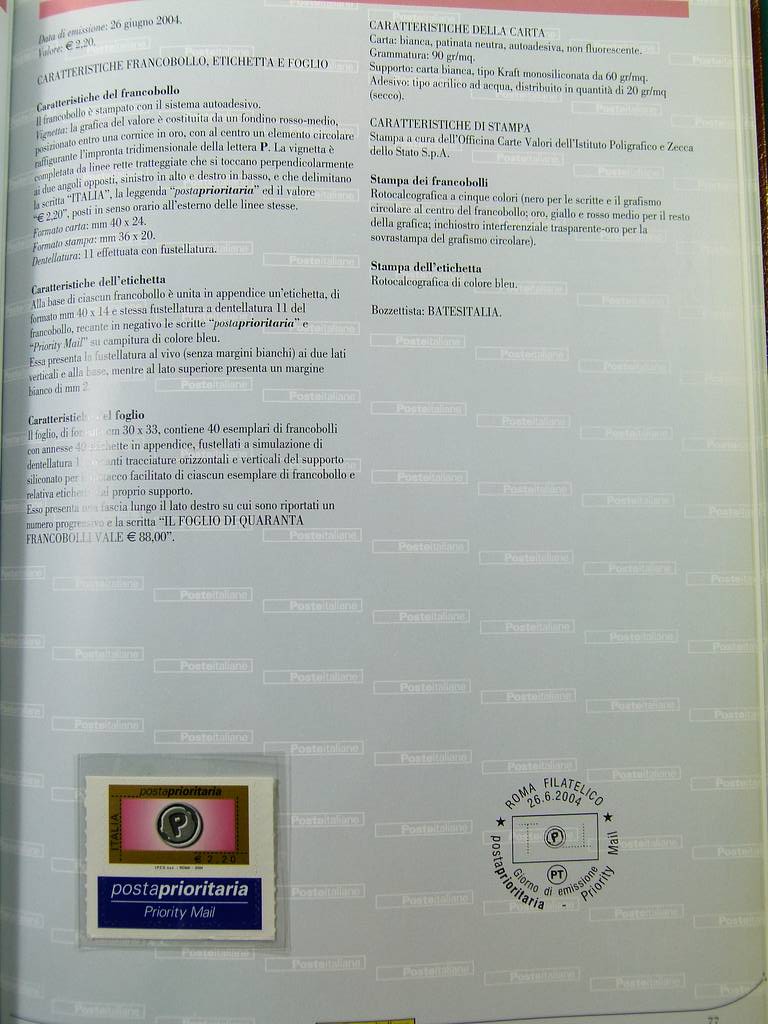 Data di emissione: 26 giugno 2004.
Valore: € 2,20.
CARATTERISTICHE FRANCOBOLLO, ETICHETTA E FOGLIO
Caratteristiche del francobollo
Il francobollo è stampato con il sistema autoadesivo.
Vignetta: la grafica del valore è costituita da un fondino rosso-medio,
posizionato entro una cornice in oro, con al centro un elemento circolare
raffigurante l'impronta tridimensionale della lettera P. La vignetta è
completata da linee rette tratteggiate che si toccano perpendicolarmente
ai due angoli opposti, sinistro in alto e destro in basso, e che delimitano
la scritta "ITALIA", la leggenda "postaprioritaria" ed il valore
"€ 2,20", posti in senso orario all'esterno delle linee stesse.
Formato carta: mm 40 x 24.
Formato stampa: mm 36 x 20.
Dentellatura: 11 effettuata con fustellatura.
Caratteristiche dell'etichetta
Alla base di ciascun francobollo è unita in appendice un'etichetta, di
formato mm 40 x 14 e stessa fustellatura a dentellatura 11 del
francobollo, recante in negativo le scritte "postaprioritaria" e
"Priority Mail" su campitura di colore bleu.
Essa presenta la fustellatura al vivo (senza margini bianchi) ai due lati
verticali e alla base, mentre al lato superiore presenta un margine
bianco di mm 2.
Caratteristiche del foglio
Il foglio, di cm 30 x 33, contiene 40 esemplari di francobolli
con annesse 40 etichette in appendice, fustellati a simulazione di
dentellatura tracciature orizzontali e verticali del supporto
siliconato per facilitato di ciascun esemplare di francobollo e
relativa proprio supporto.
Esso presenta una fascia lungo il lato destro su cui sono riportati un
numero progressivo e la scritta "IL FOGLIO DI QUARANTA
FRANCOBOLLI VALE € 88,00".
CARATTERISTICHE DELLA CARTA
Carta: bianca, patinata neutra, autoadesiva, non fluorescente.
Grammatura: 90 gr/mq.
Supporto: carta bianca, tipo Kraft monosiliconata da 60 gr/mq.
Adesivo: tipo acrilico ad acqua, distribuito in quantità di 20 gr/mq
(secco).
CARATTERISTICHE DI STAMPA
Stampa a cura dell'Officina Carte Valori dell'Istituto Poligrafico e Zecca
dello Stato S.p.A.
Stampa dei francobolli
Rotocalcografica a cinque colori (nero per le scritte e il grafismo
circolare al centro del francobollo; oro, giallo e rosso medio per il resto
della grafica; inchiostro interferenziale trasparente-oro per la
sovrastampa del grafismo circolare).
Stampa dell'etichetta
Rotocalcografica di colore bleu.
Bozzettista: BATESITALIA.
postaprioritaria
ITALIA
P
€ 2,20
postaprioritaria
Priority Mail
ROMA FILATELICO
26.6.2004
P
PT
Giorno di emissione
postaprioritaria - Priority Mail
Posteitaliane